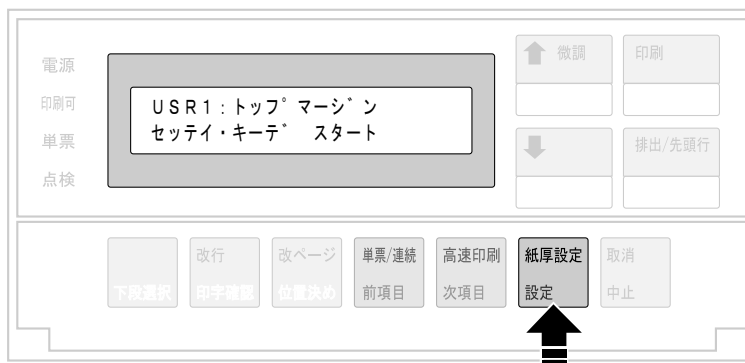 電源
印刷可
単票
点検
USR1:トップ マージン
セッテイ・キーデ スタート
微調
印刷
排出/先頭行
下段選択
改行
印字確認
改ページ
位置決め
単票/連続
前項目
高速印刷
次項目
紙厚設定
設定
取消
中止